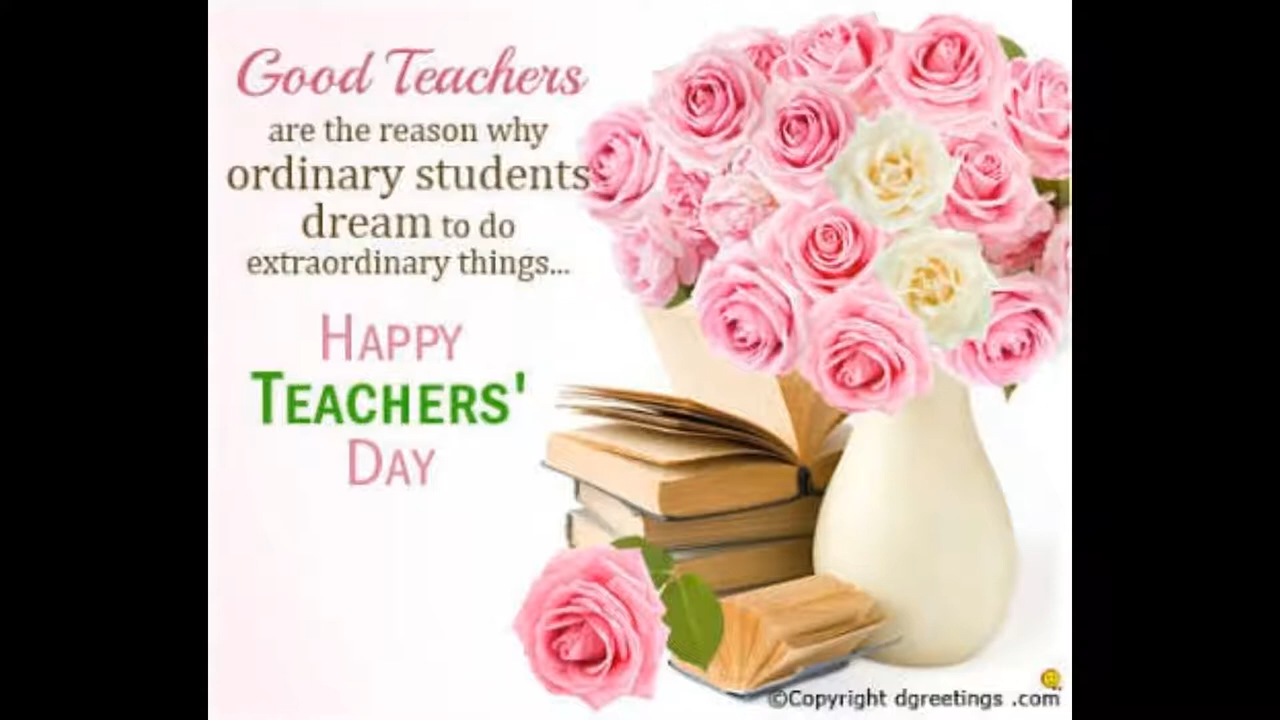 Good Teachers
are the reason why
ordinary students
dream to do
extraordinary things...
HAPPY
TEACHERS'
DAY
©Copyright dgreetings .com